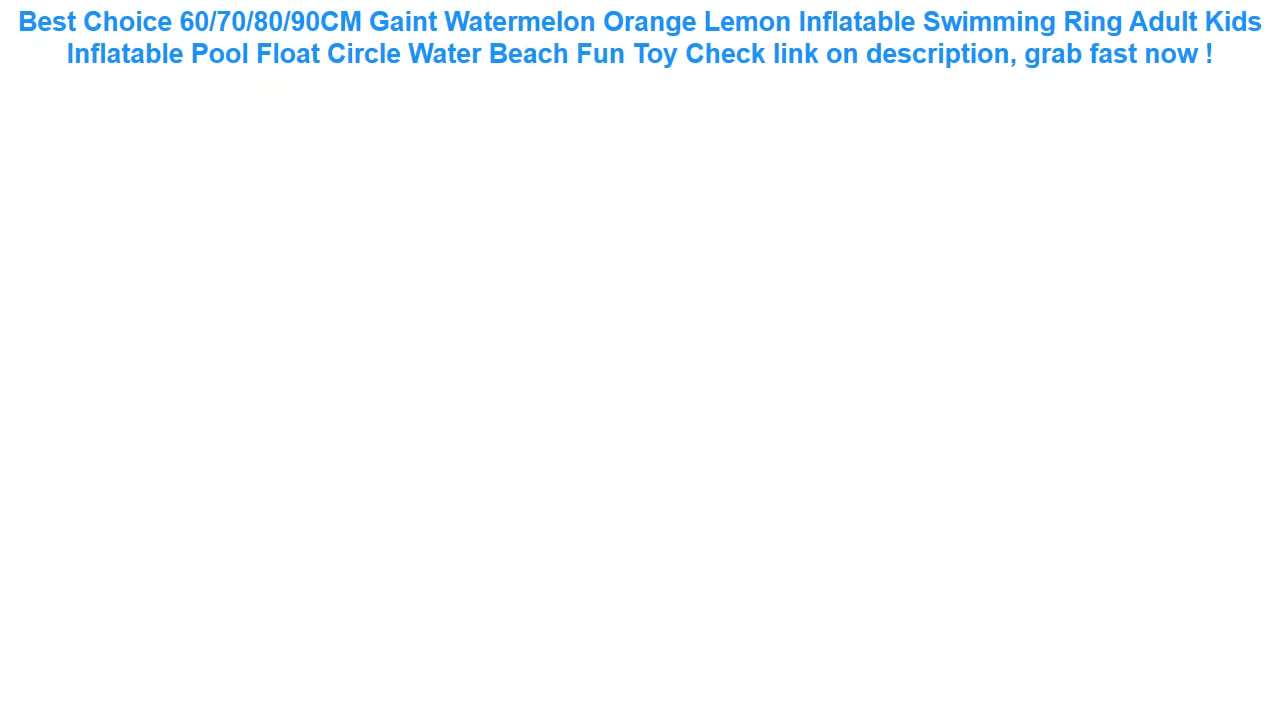 Best Choice 60/70/80/90CM Gaint Watermelon Orange Lemon Inflatable Swimming Ring Adult Kids
Inflatable Pool Float Circle Water Beach Fun Toy Check link on description, grab fast now !